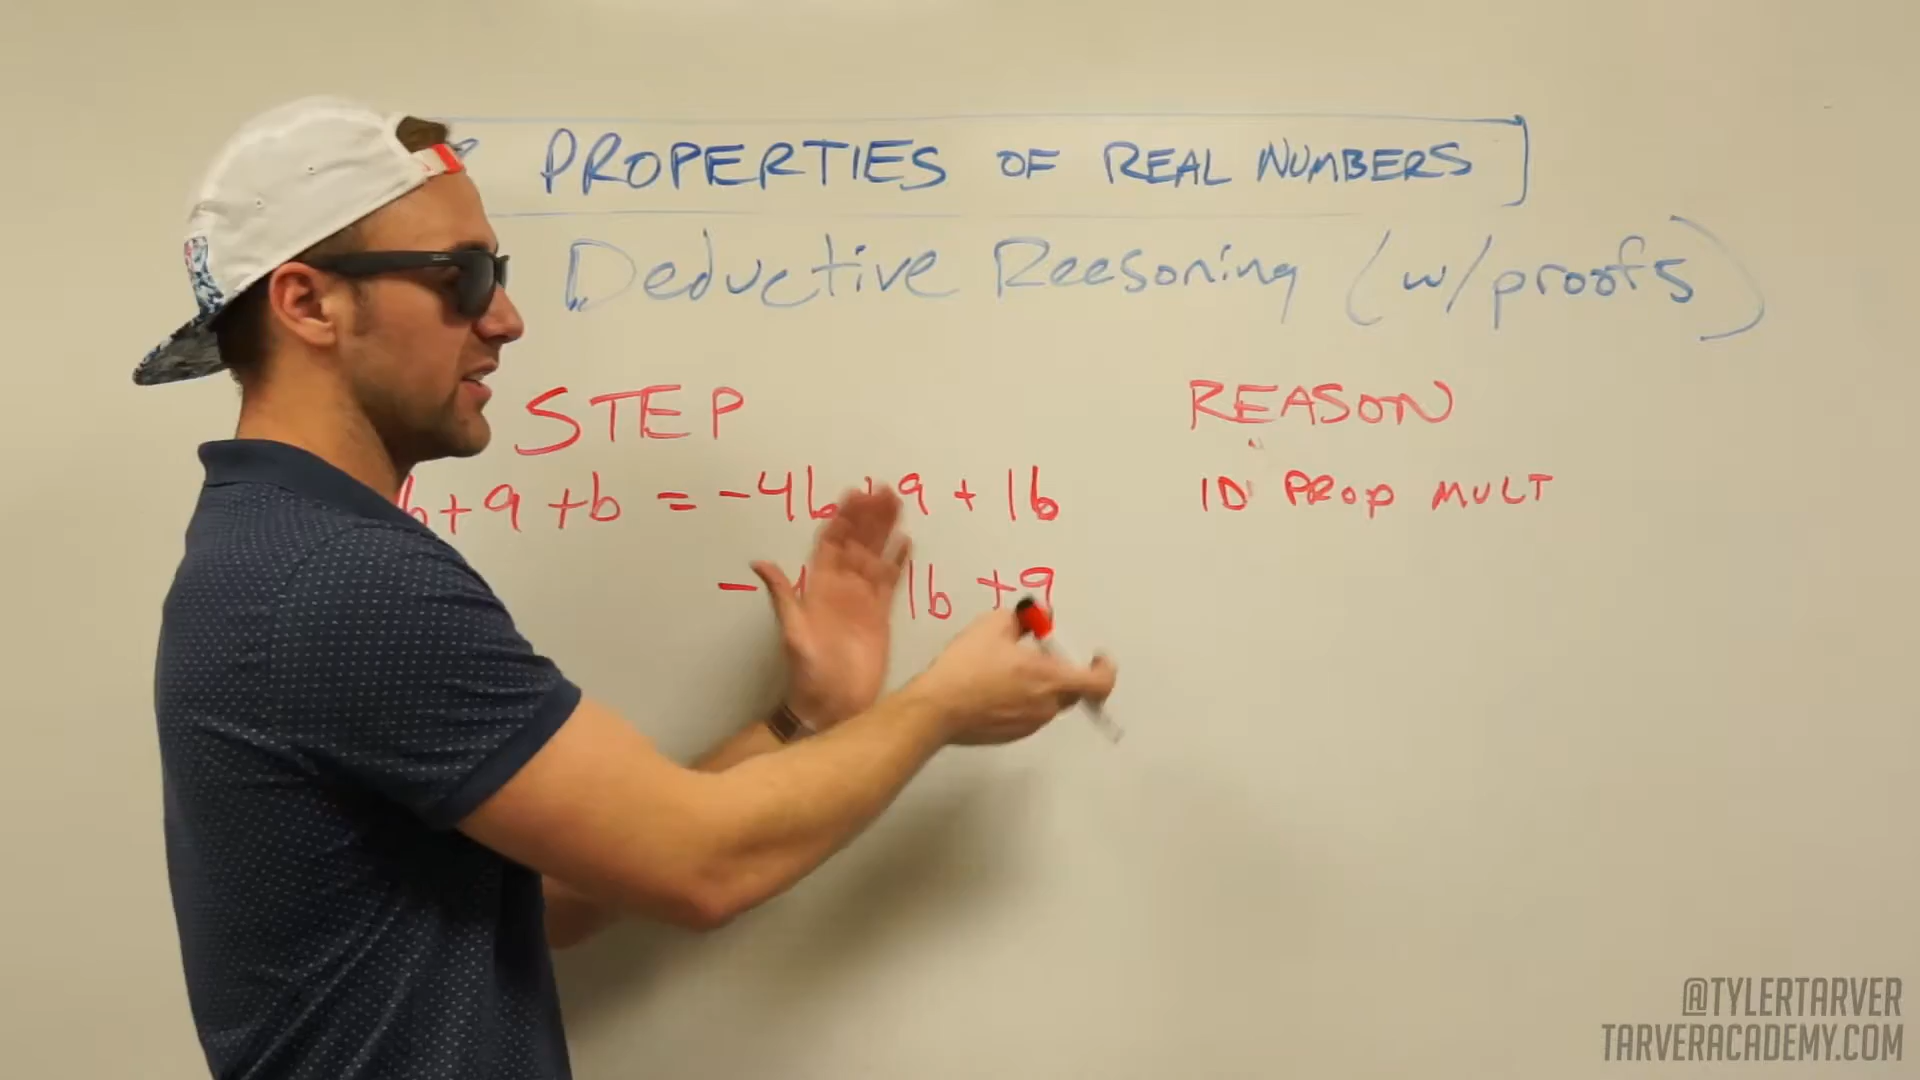 PROPERTIES OF REAL NUMBERS
Deductive Reesoning (w/proofs)
STEP REASON
b+9+b = -4b+9+1b ID PROP MULT
- 1b +9
@TYLERTARVER
TARVERACADEMY.COM